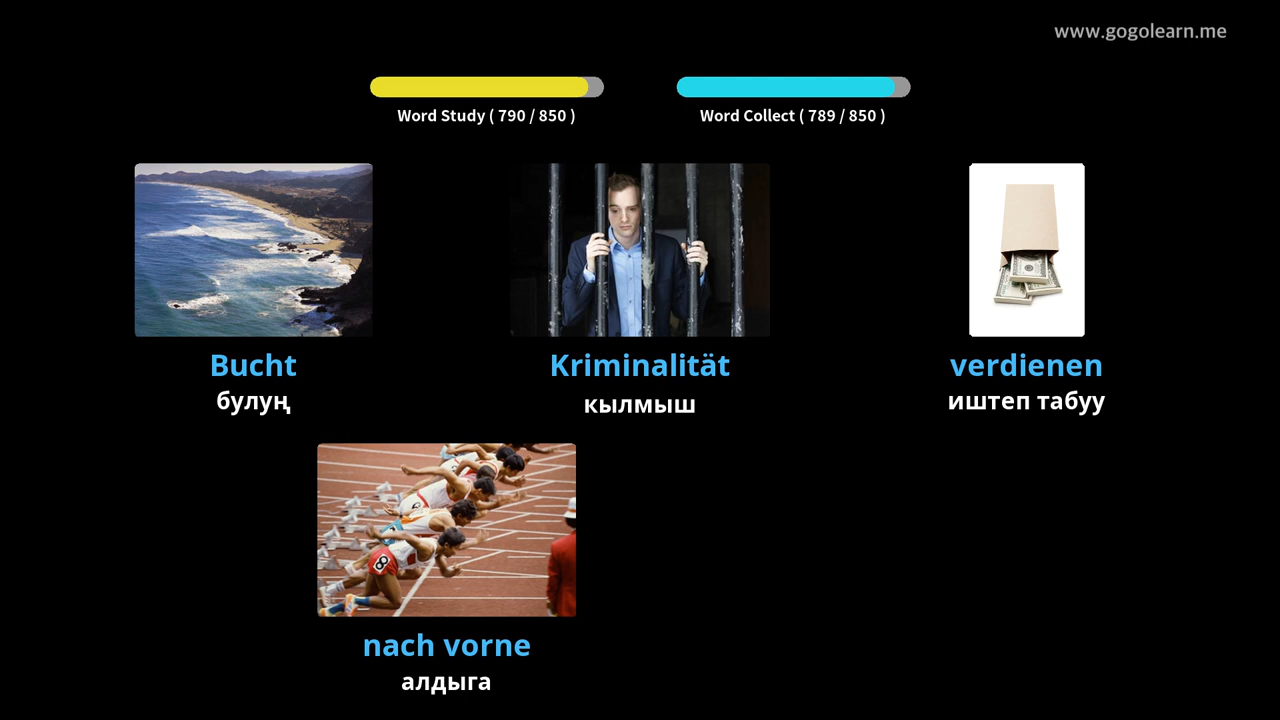 www.gogolearn.me
Word Study ( 790 / 850 )
Word Collect ( 789 / 850 )
Bucht
булуң
Kriminalität
кылмыш
verdienen
иштеп табуу
8
nach vorne
алдыга